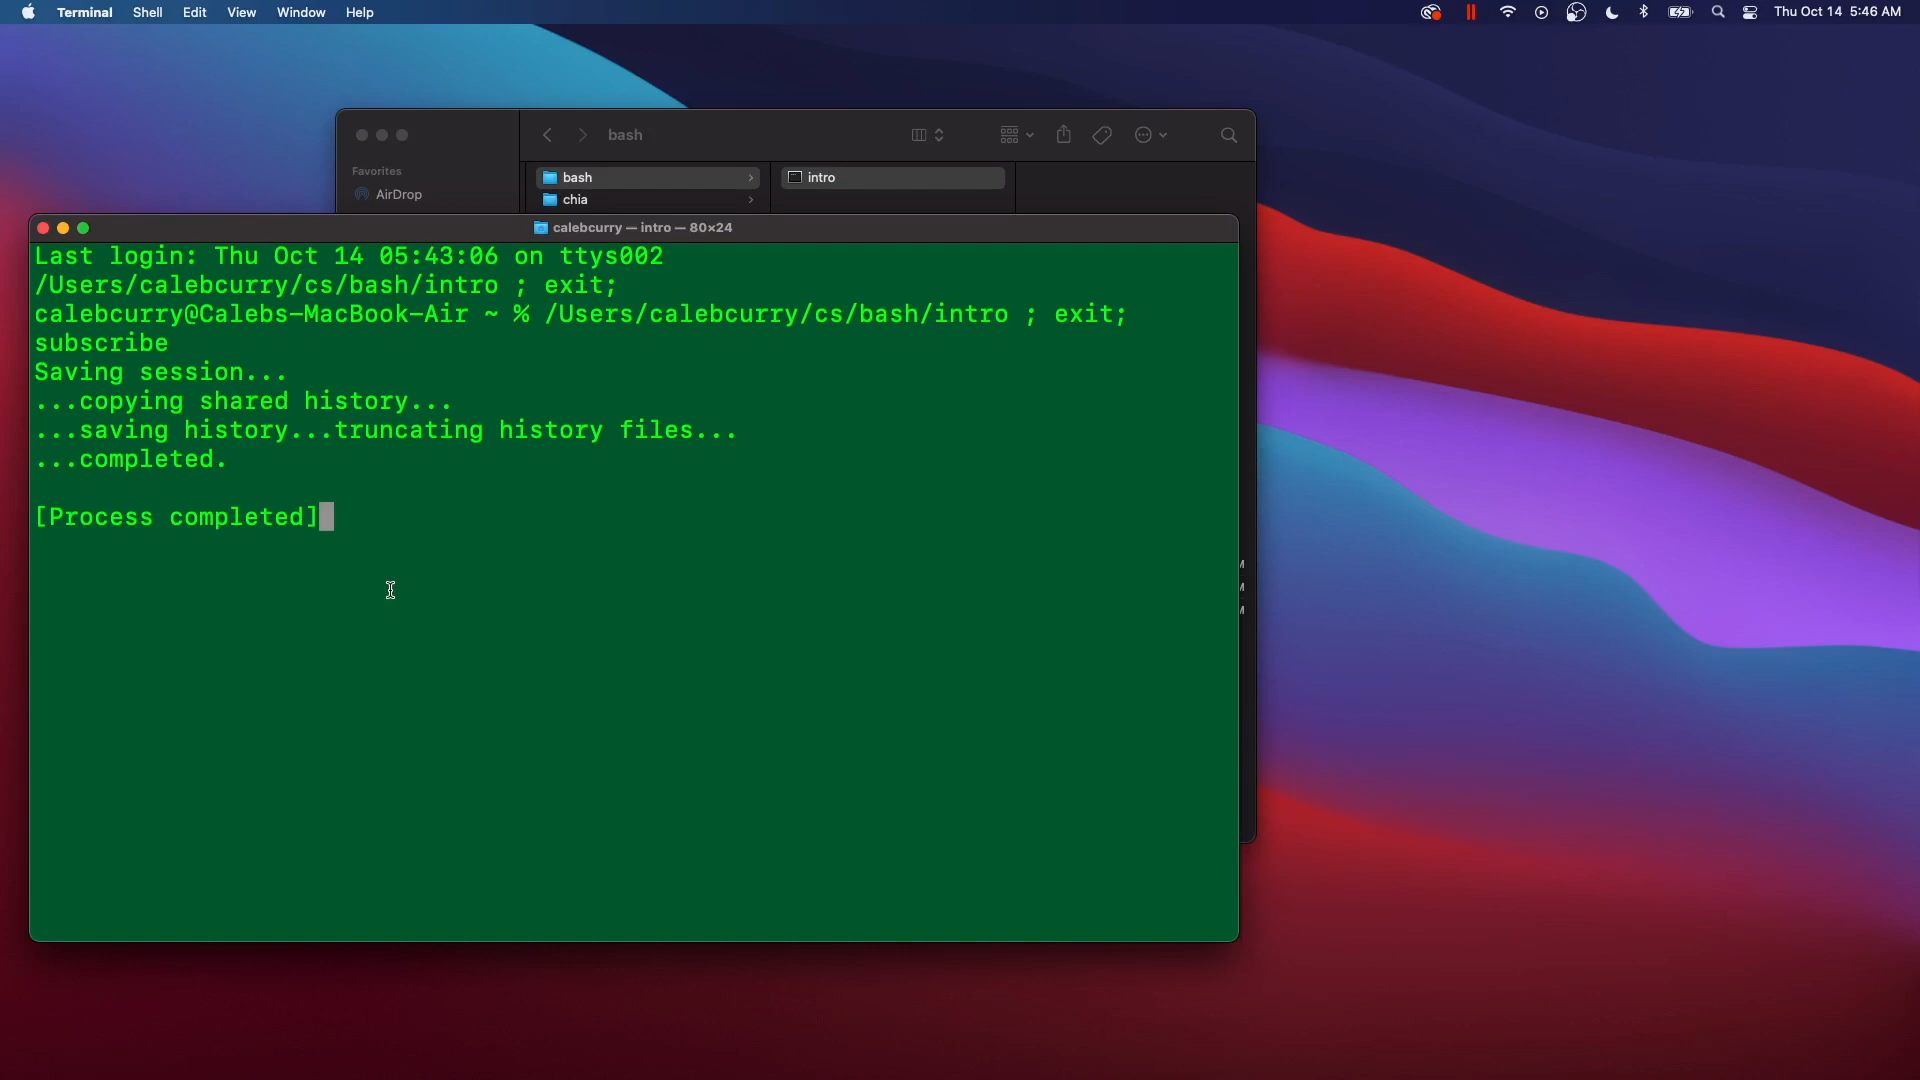 Terminal Shell Edit View Window Help
Thu Oct 14 5:46 AM
bash
Favorites
AirDrop
bash
chia
intro
calebcurry — intro — 80×24
Last login: Thu Oct 14 05:43:06 on ttys002
/Users/calebcurry/cs/bash/intro ; exit;
calebcurry@Calebs-MacBook-Air ~ % /Users/calebcurry/cs/bash/intro ; exit;
subscribe
Saving session...
...copying shared history...
...saving history...truncating history files...
...completed.
[Process completed]
M
M
M